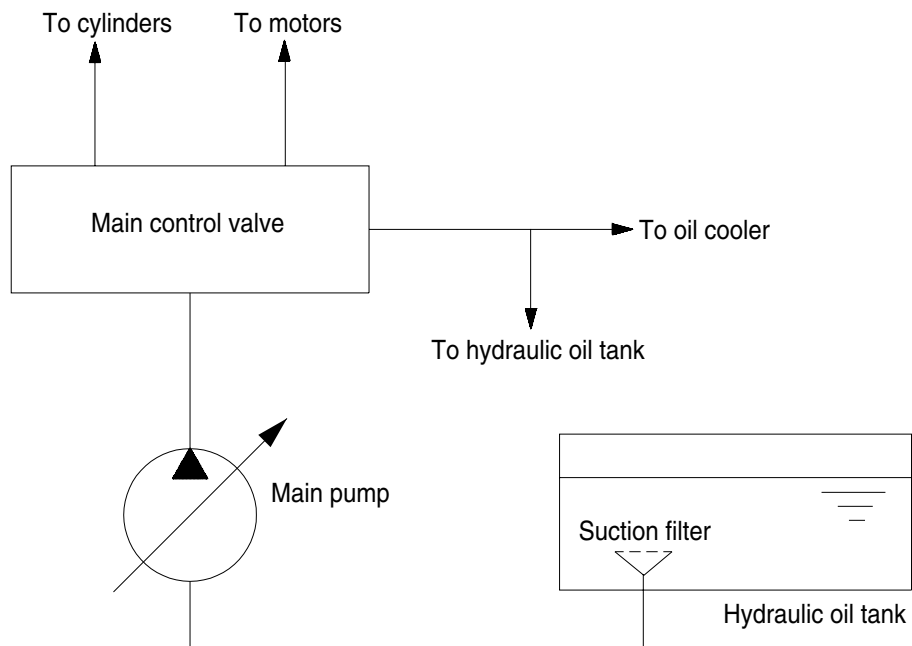 To cylinders
To motors
Main control valve
To oil cooler
To hydraulic oil tank
Main pump
Suction filter
Hydraulic oil tank